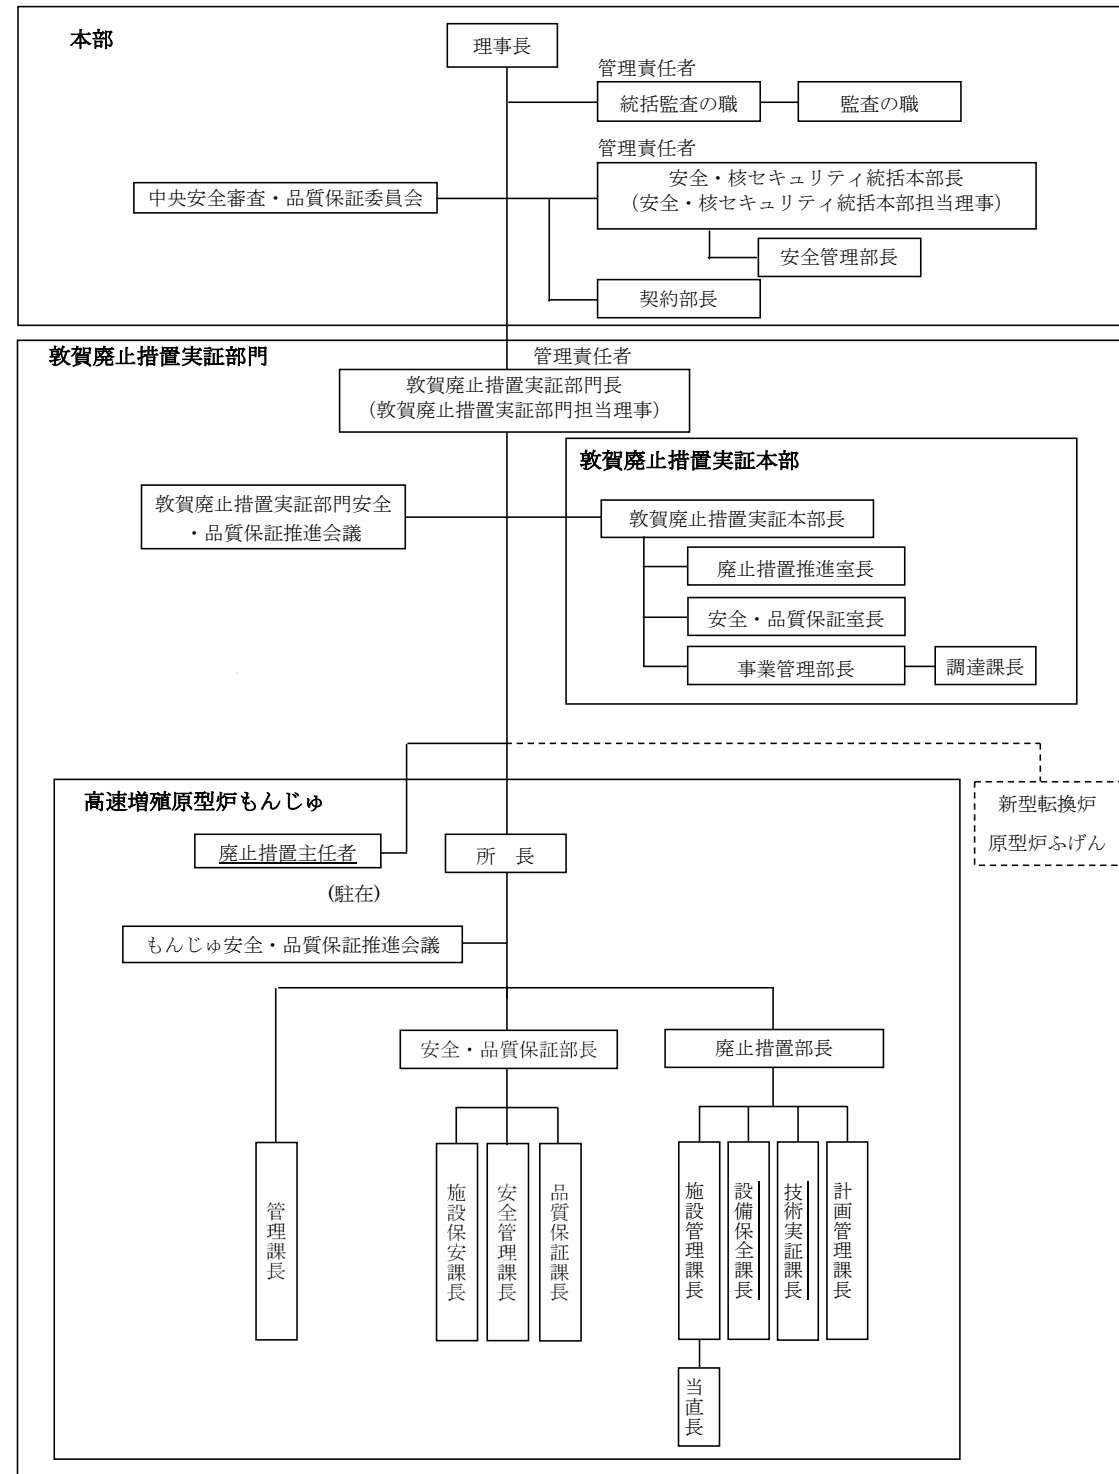 本部
理事長
管理責任者
統括監査の職
監査の職
管理責任者
安全・核セキュリティ統括本部長
（安全・核セキュリティ統括本部担当理事）
中央安全審査・品質保証委員会
安全管理部長
契約部長
敦賀廃止措置実証部門
管理責任者
敦賀廃止措置実証部門長
（敦賀廃止措置実証部門担当理事）
敦賀廃止措置実証本部
敦賀廃止措置実証部門安全
・品質保証推進会議
敦賀廃止措置実証本部長
廃止措置推進室長
安全・品質保証室長
事業管理部長
調達課長
高速増殖原型炉もんじゅ
新型転換炉
原型炉ふげん
廃止措置主任者
所　長
(駐在)
もんじゅ安全・品質保証推進会議
安全・品質保証部長
廃止措置部長
管理課長
施設保安課長
安全管理課長
品質保証課長
施設管理課長
設備保全課長
技術実証課長
計画管理課長
当直長